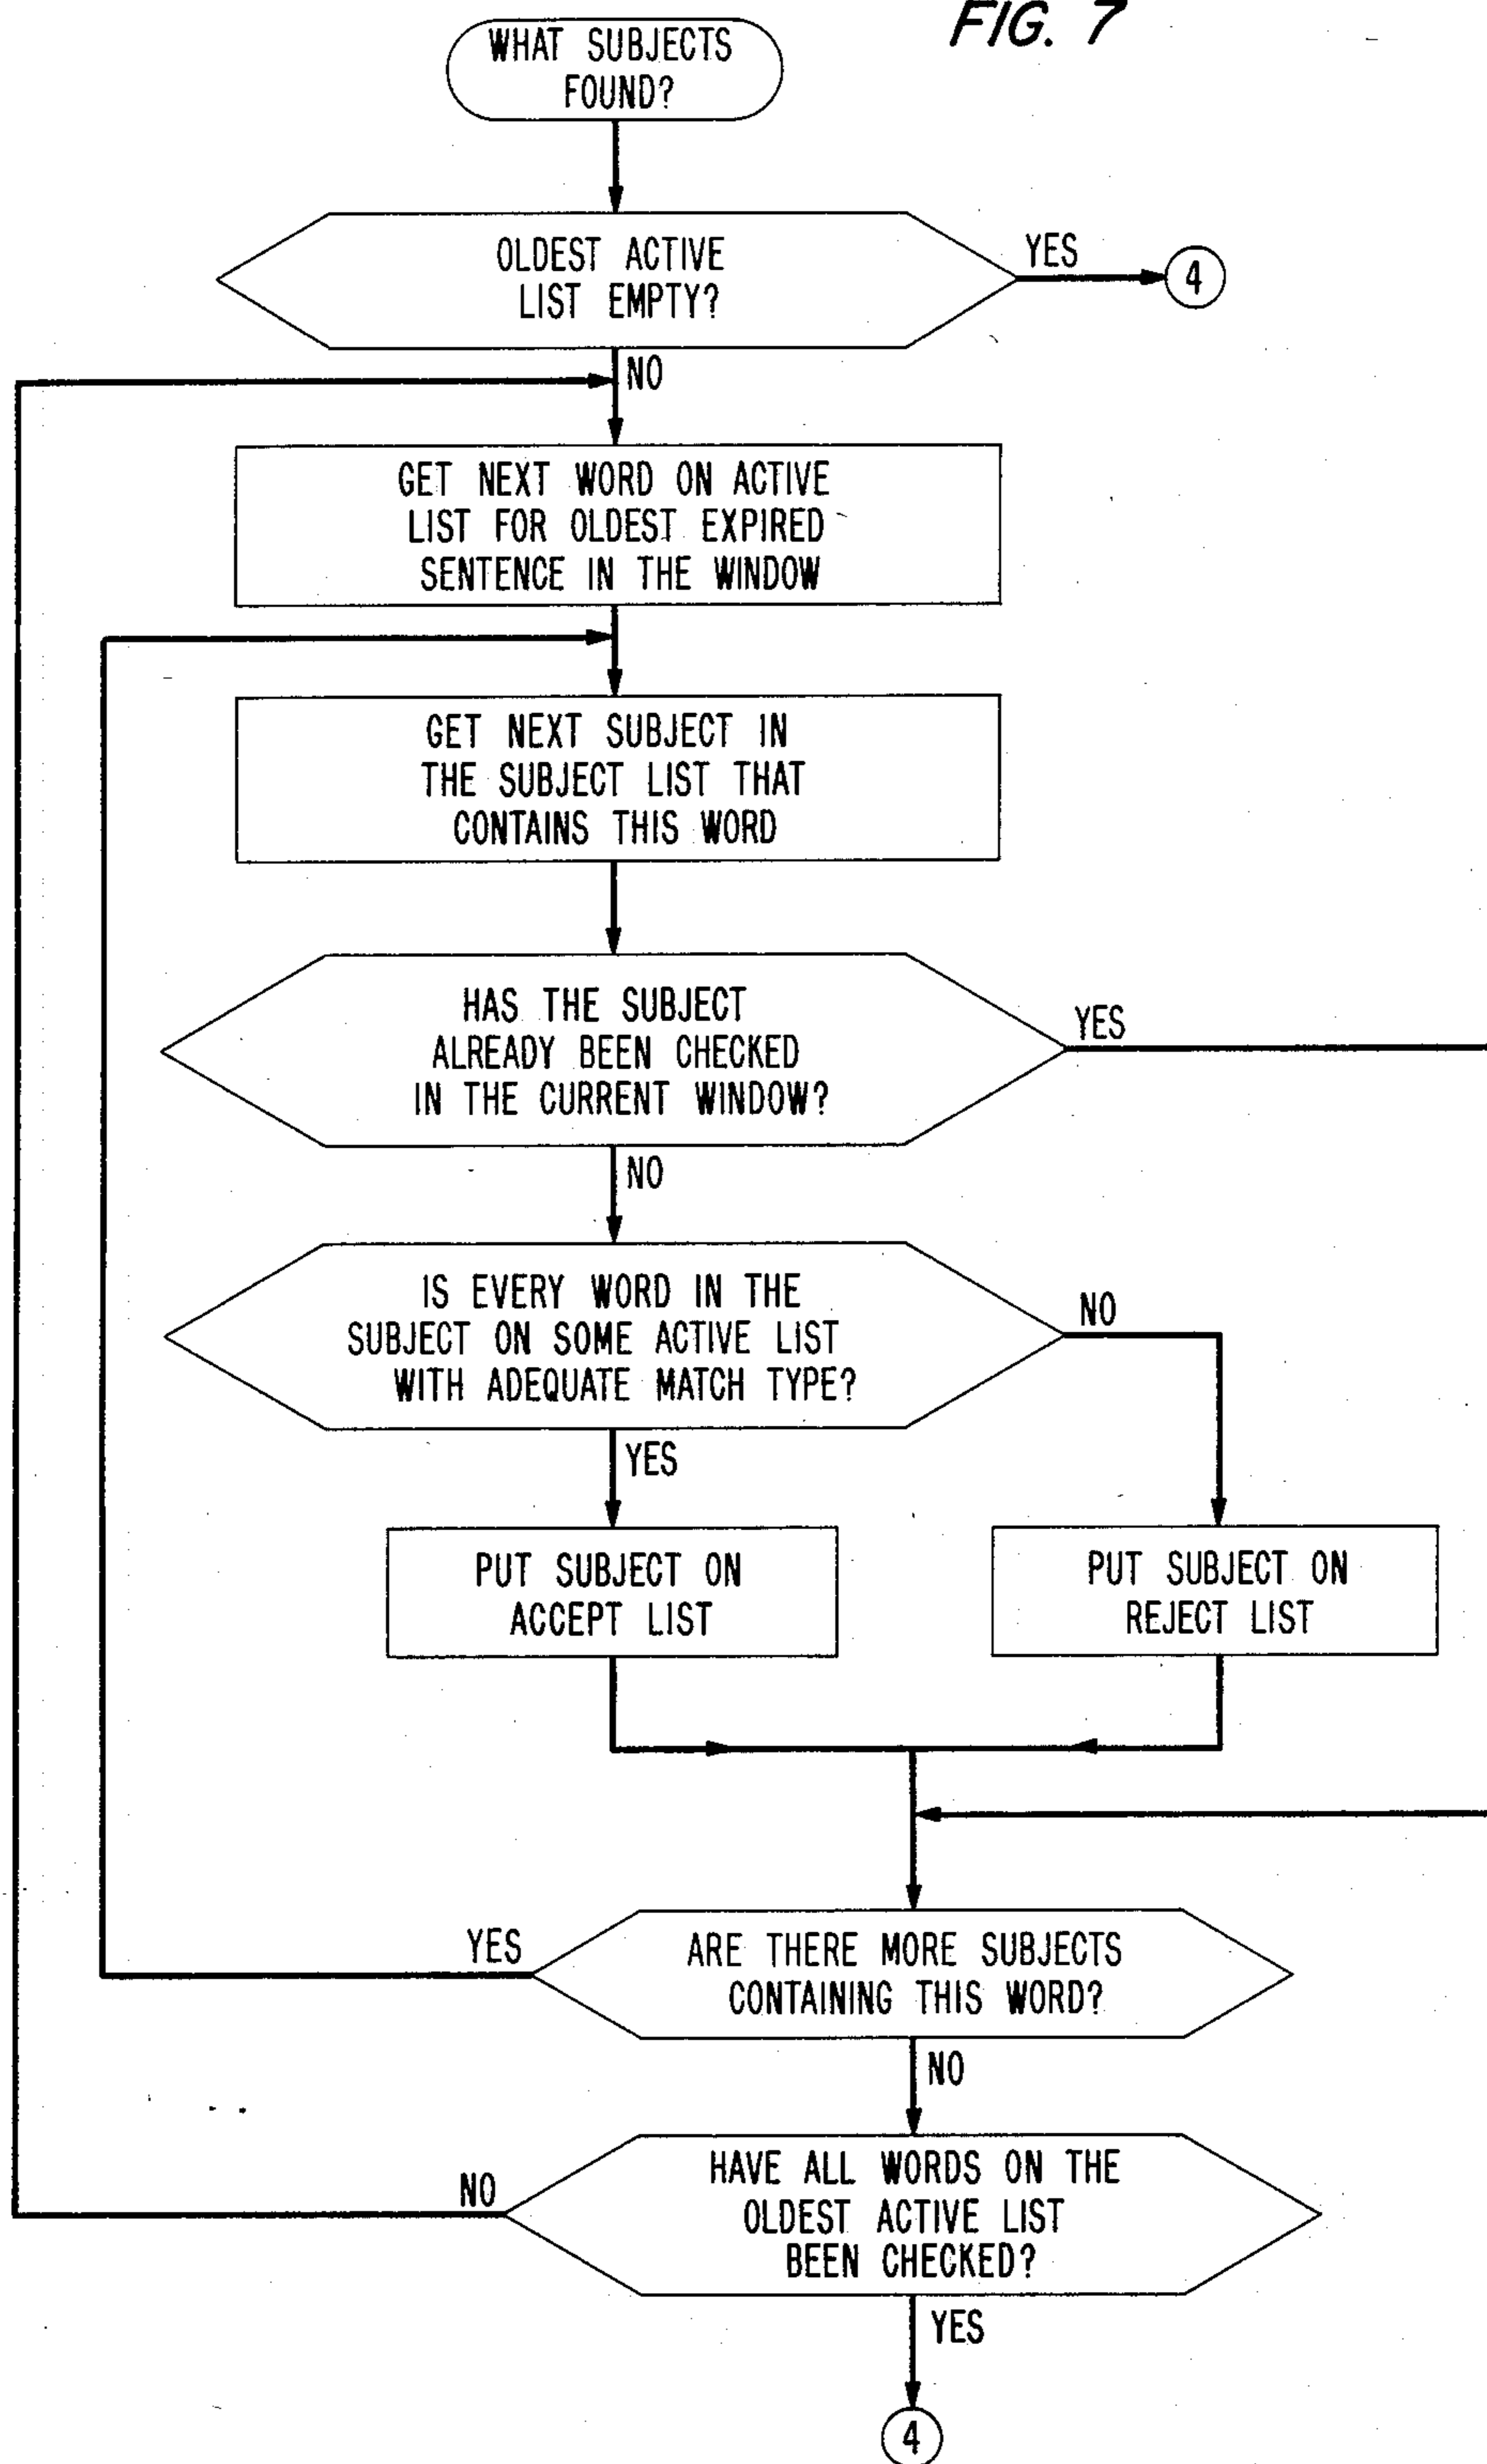 FIG. 7
WHAT SUBJECTS
FOUND?
OLDEST ACTIVE
LIST EMPTY?
YES
4
NO
GET NEXT WORD ON ACTIVE
LIST FOR OLDEST EXPIRED
SENTENCE IN THE WINDOW
GET NEXT SUBJECT IN
THE SUBJECT LIST THAT
CONTAINS THIS WORD
HAS THE SUBJECT
ALREADY BEEN CHECKED
IN THE CURRENT WINDOW?
YES
NO
IS EVERY WORD IN THE
SUBJECT ON SOME ACTIVE LIST
WITH ADEQUATE MATCH TYPE?
NO
YES
PUT SUBJECT ON
ACCEPT LIST
PUT SUBJECT ON
REJECT LIST
YES
ARE THERE MORE SUBJECTS
CONTAINING THIS WORD?
NO
NO
HAVE ALL WORDS ON THE
OLDEST ACTIVE LIST
BEEN CHECKED?
YES
4